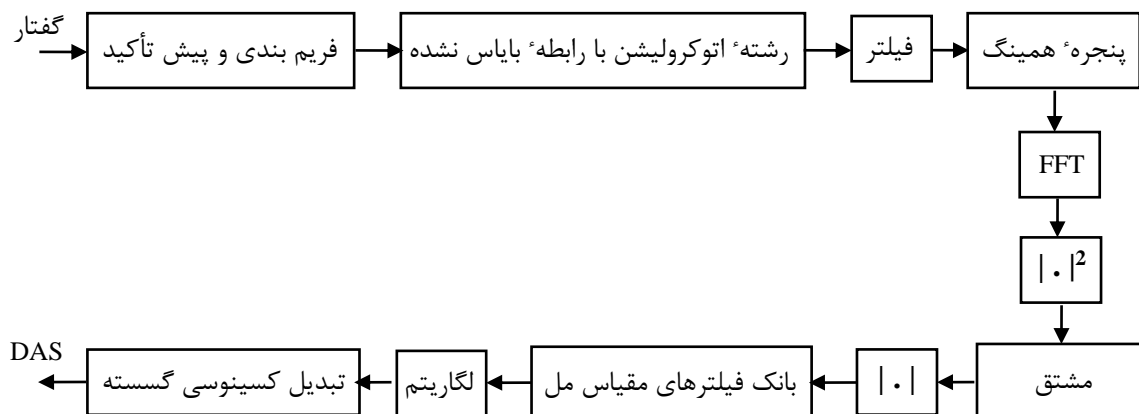 گفتار
فریم بندی و پیش تأکید
رشتهٔ اتوکرولیشن با رابطهٔ بایاس نشده
فیلتر
پنجرهٔ همینگ
FFT
|.|²
مشتق
|.|
بانک فیلترهای مقیاس مل
لگاریتم
تبدیل کسینوسی گسسته
DAS